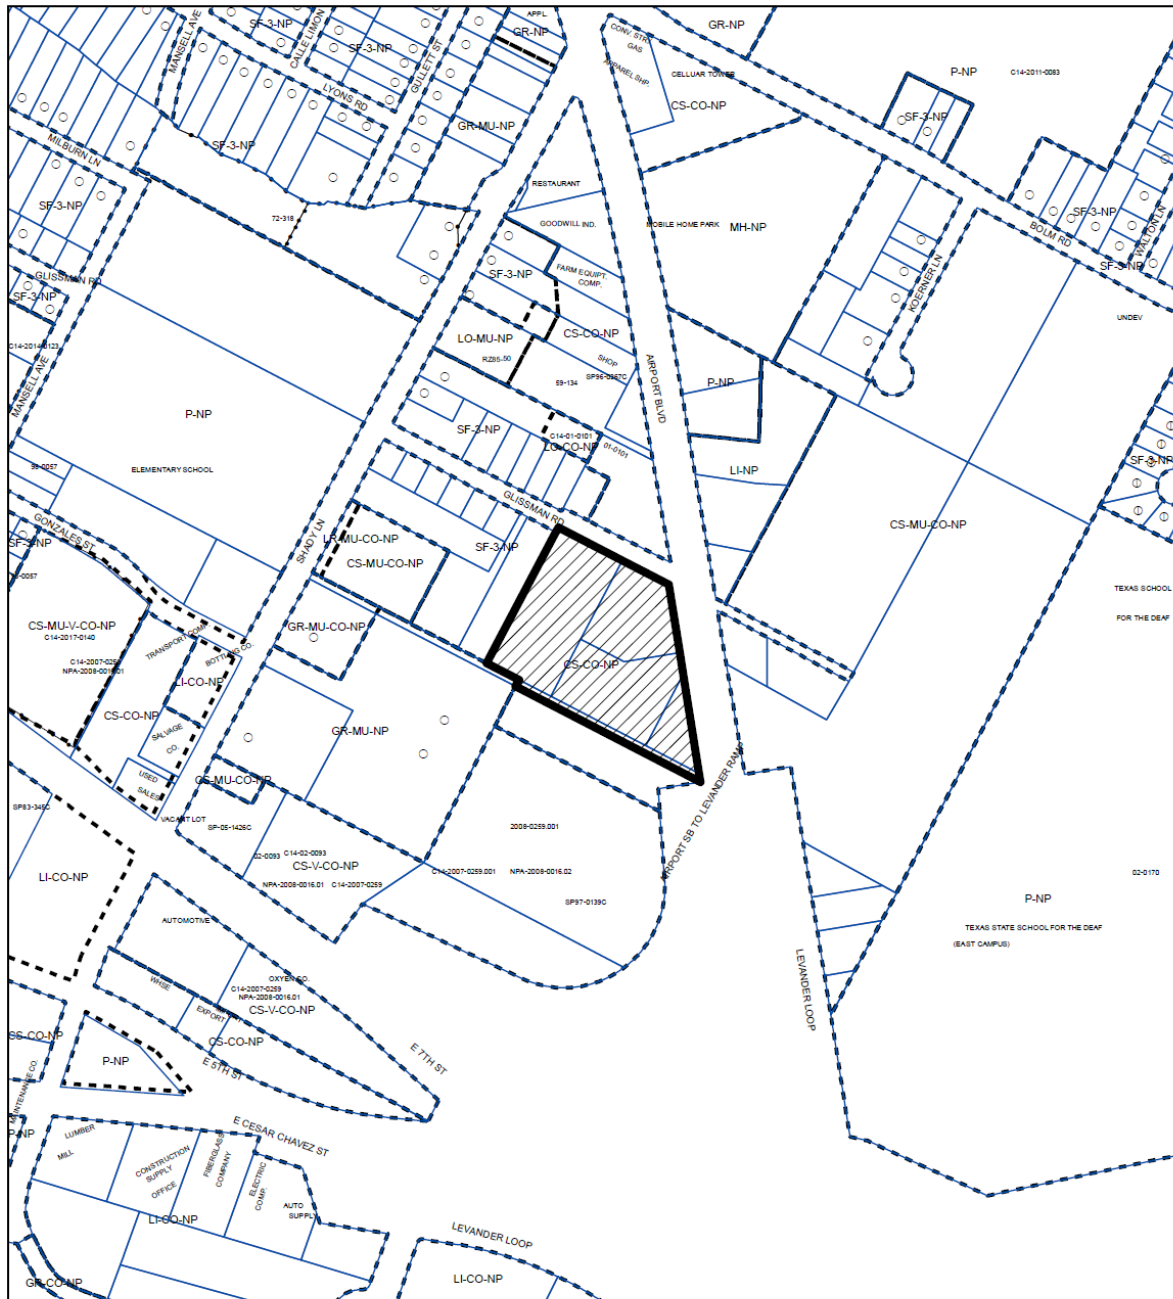 MANSELL AVE
SF-3-NP
CALLE LIMON
SF-3-NP
GULLETT ST
APPL.
GR-NP
CONV. STR.
GAS
APPAREL SHP.
GR-NP
CELLUAR TOWER
CS-CO-NP
P-NP
C14-2011-0083
SF-3-NP
LYONS RD
GR-MU-NP
SF-3-NP
MILBURN LN
SF-3-NP
RESTAURANT
GOODWILL IND.
MOBILE HOME PARK
MH-NP
72-318
SF-3-NP
WALTON LN
BOLM RD
SF-3-NP
KOERNER LN
UNDEV
GLISSMAN RD
SF-3-NP
SF-3-NP
FARM EQUIPT.
COMP.
CS-CO-NP
LO-MU-NP
RZ85-50
SHOP
SP96-0367C
59-134
AIRPORT BLVD
P-NP
C14-2014-0123
MANSELL AVE
P-NP
ELEMENTARY SCHOOL
SF-3-NP
C14-01-0101
LO-CO-NP
01-0101
LI-NP
SF-3-NP
GLISSMAN RD
CS-MU-CO-NP
GONZALES ST
SF-3-NP
SHADY LN
LR-MU-CO-NP
CS-MU-CO-NP
SF-3-NP
TEXAS SCHOOL
FOR THE DEAF
CS-MU-V-CO-NP
C14-2017-0140
TRANSPORT COMP.
BOTTLING CO.
GR-MU-CO-NP
NPA-2008-0016.01
LI-CO-NP
CS-CO-NP
CS-CO-NP
SALVAGE
CO.
GR-MU-NP
USED
SALES
CS-MU-CO-NP
AIRPORT SB TO LEVANDER RAMP
SP83-345C
VACANT LOT
SP-05-1426C
2008-0259.001
02-0093
C14-02-0093
CS-V-CO-NP
NPA-2008-0016.01
C14-2007-0259
C14-2007-0259.001
NPA-2008-0016.02
SP97-0139C
LI-CO-NP
02-0170
P-NP
TEXAS STATE SCHOOL FOR THE DEAF
(EAST CAMPUS)
AUTOMOTIVE
LEVANDER LOOP
WHSE
OXYEN CO.
C14-2007-0259
NPA-2008-0016.01
CS-V-CO-NP
EXPORT
CS-CO-NP
CS-CO-NP
P-NP
E 5TH ST
E 7TH ST
MAINTENANCE CO.
P-NP
LUMBER
MILL
E CESAR CHAVEZ ST
CONSTRUCTION
SUPPLY
OFFICE
FIBERGLASS
COMPANY
ELECTRIC
COMP.
AUTO
SUPPLY
LI-CO-NP
LEVANDER LOOP
GR-CO-NP
LI-CO-NP